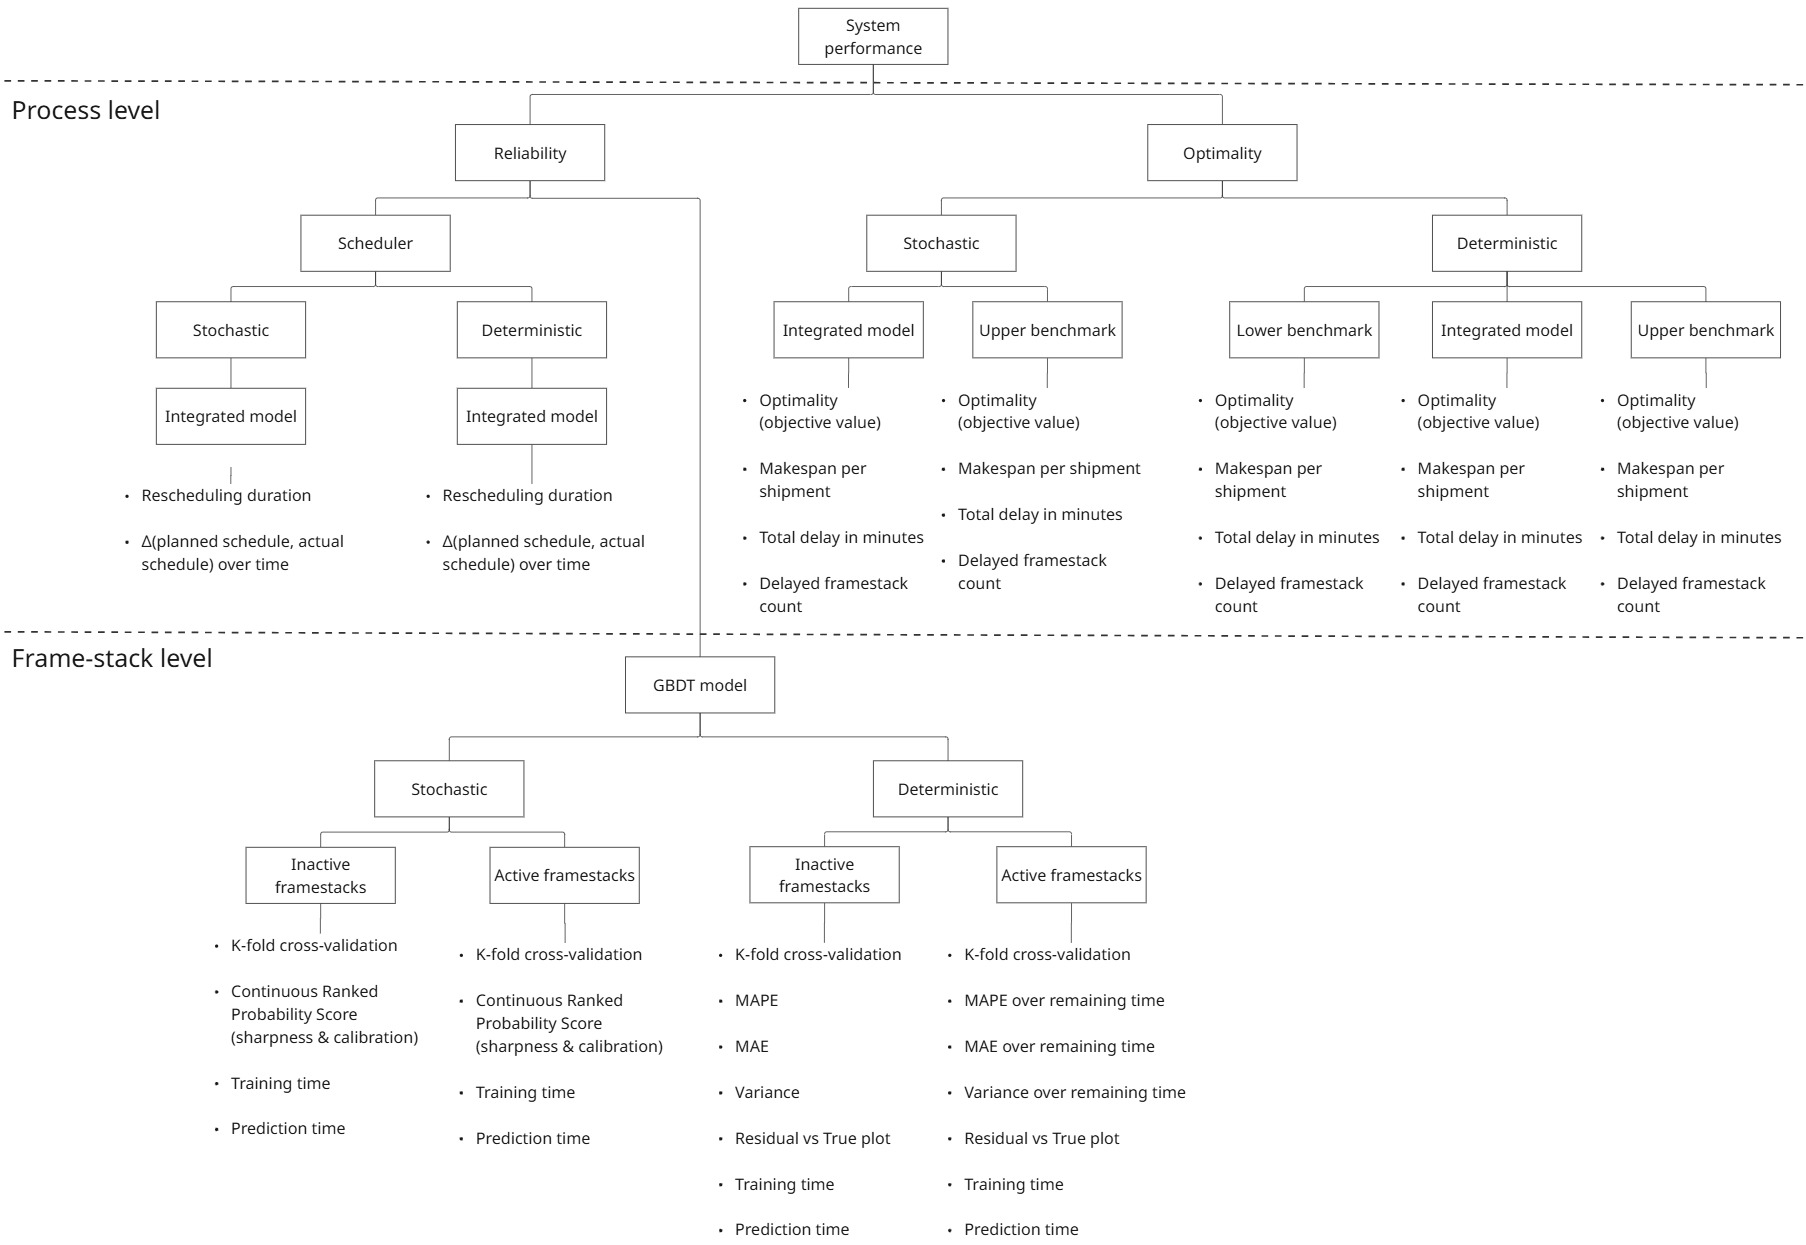 System
performance
Process level
Reliability
Optimality
Scheduler
Stochastic
Deterministic
Stochastic
Deterministic
Integrated model
Upper benchmark
Lower benchmark
Integrated model
Upper benchmark
Integrated model
Integrated model
• Rescheduling duration
• Δ(planned schedule, actual
schedule) over time
• Rescheduling duration
• Δ(planned schedule, actual
schedule) over time
• Optimality
(objective value)
• Makespan per
shipment
• Total delay in minutes
• Delayed framestack
count
• Optimality
(objective value)
• Makespan per shipment
• Total delay in minutes
• Delayed framestack
count
• Optimality
(objective value)
• Makespan per
shipment
• Total delay in minutes
• Delayed framestack
count
• Optimality
(objective value)
• Makespan per
shipment
• Total delay in minutes
• Delayed framestack
count
• Optimality
(objective value)
• Makespan per
shipment
• Total delay in minutes
• Delayed framestack
count
Frame-stack level
GBDT model
Stochastic
Deterministic
Inactive
framestacks
Active framestacks
Inactive
framestacks
Active framestacks
• K-fold cross-validation
• Continuous Ranked
Probability Score
(sharpness & calibration)
• Training time
• Prediction time
• K-fold cross-validation
• Continuous Ranked
Probability Score
(sharpness & calibration)
• Training time
• Prediction time
• K-fold cross-validation
• MAPE
• MAE
• Variance
• Residual vs True plot
• Training time
• Prediction time
• K-fold cross-validation
• MAPE over remaining time
• MAE over remaining time
• Variance over remaining time
• Residual vs True plot
• Training time
• Prediction time